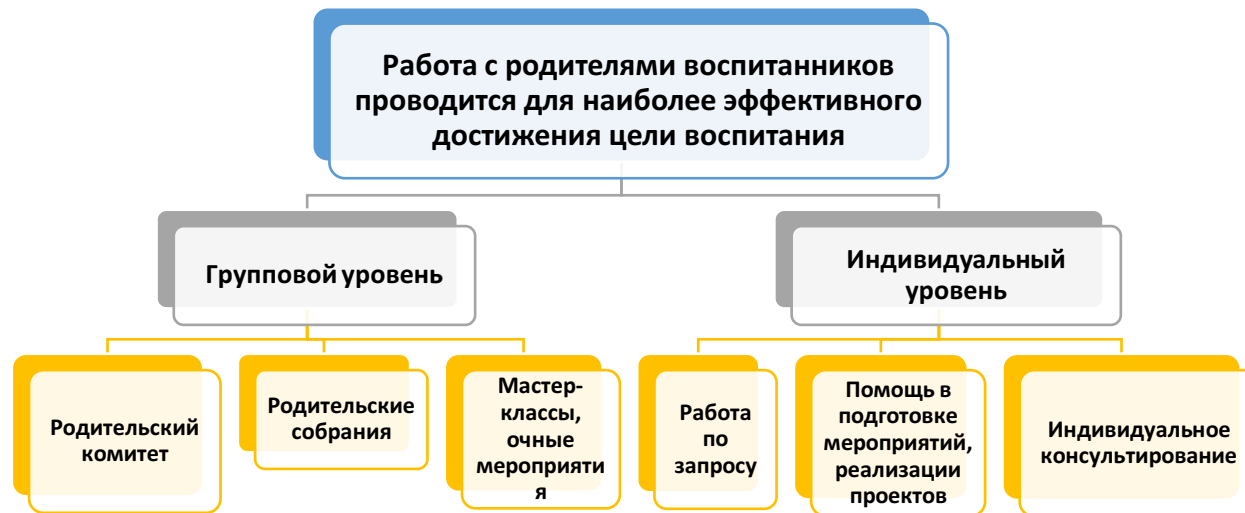 Работа с родителями воспитанников
проводится для наиболее эффективного
достижения цели воспитания
Групповой уровень
Индивидуальный
уровень
Родительский
комитет
Родительские
собрания
Мастер-
классы,
очные
мероприяти
я
Работа
по
запросу
Помощь в
подготовке
мероприятий,
реализации
проектов
Индивидуальное
консультирование